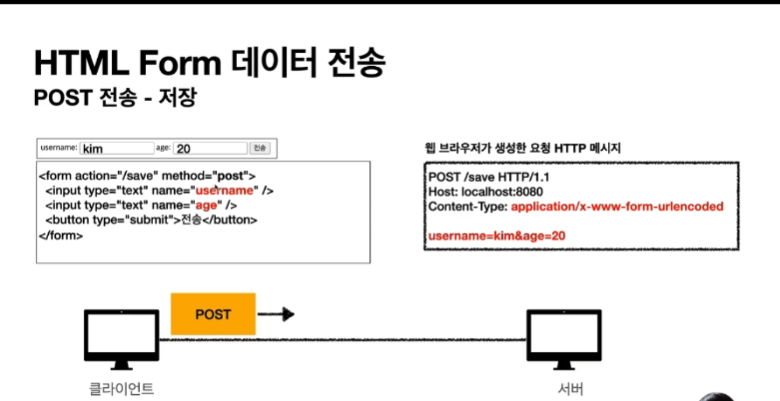 HTML Form 데이터 전송
POST 전송 - 저장
username: kim age: 20 전송
<form action="/save" method="post">
<input type="text" name="username" />
<input type="text" name="age" />
<button type="submit">전송</button>
</form>
웹 브라우저가 생성한 요청 HTTP 메시지
POST /save HTTP/1.1
Host: localhost:8080
Content-Type: application/x-www-form-urlencoded
username=kim&age=20
POST
클라이언트
서버